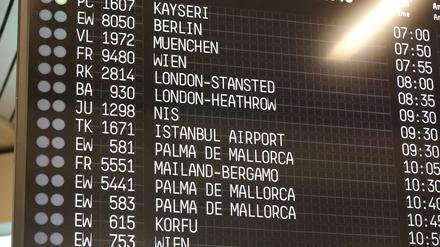 PC 1607 KAYSERI 07:00
EW 8050 BERLIN 07:50
VL 1972 MUENCHEN 07:55
FR 9480 WIEN 08:00
RK 2814 LONDON-STANSTED 08:35
BA 930 LONDON-HEATHROW 09:30
JU 1298 NIS 09:30
TK 1671 ISTANBUL AIRPORT 09:30
EW 581 PALMA DE MALLORCA 10:05
FR 5551 MAILAND-BERGAMO 10:30
EW 5441 PALMA DE MALLORCA 10:40
EW 583 PALMA DE MALLORCA 10:45
EW 615 KORFU
EW 753 WIEN